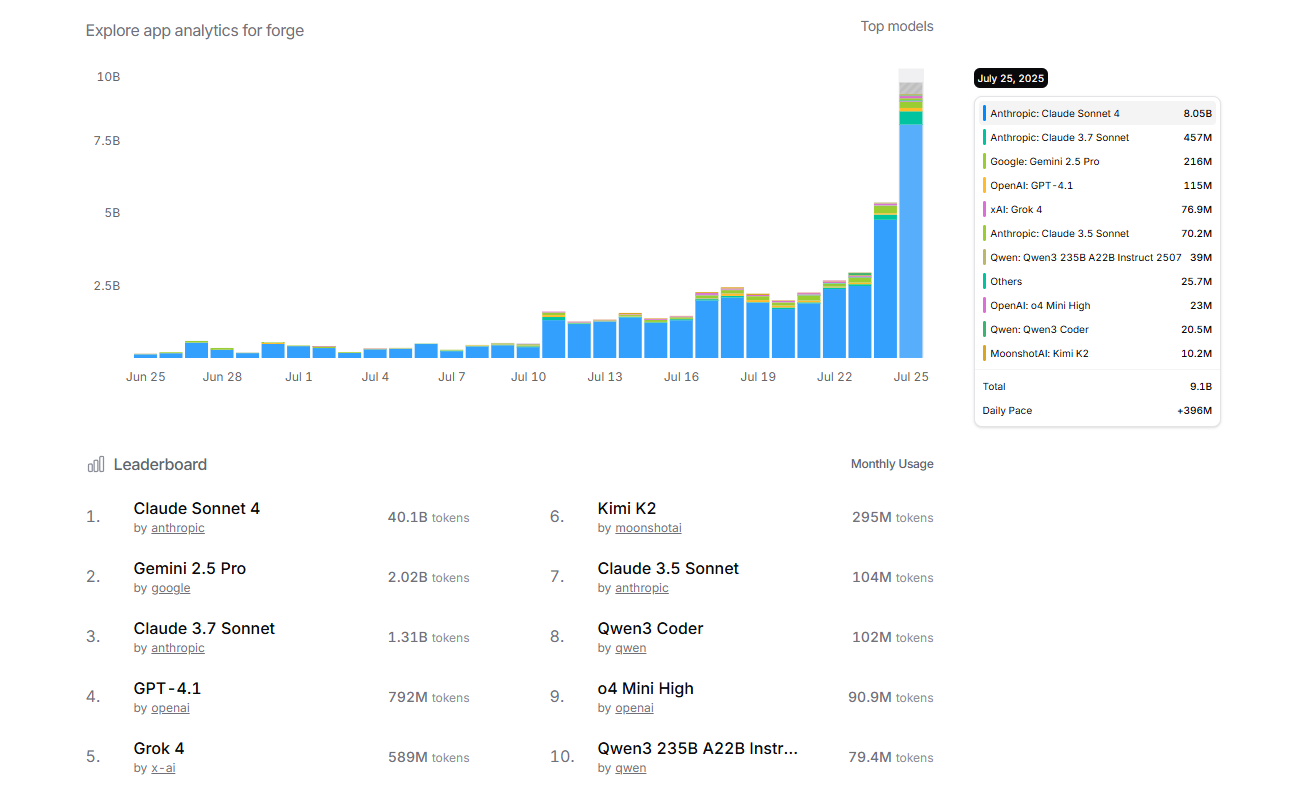 Explore app analytics for forge
Top models
10B
7.5B
5B
2.5B
Jun 25 Jun 28 Jul 1 Jul 4 Jul 7 Jul 10 Jul 13 Jul 16 Jul 19 Jul 22 Jul 25
July 25, 2025
Anthropic: Claude Sonnet 4 8.05B
Anthropic: Claude 3.7 Sonnet 457M
Google: Gemini 2.5 Pro 216M
OpenAI: GPT-4.1 115M
xAI: Grok 4 76.9M
Anthropic: Claude 3.5 Sonnet 70.2M
Qwen: Qwen3 235B A22B Instruct 2507 39M
Others 25.7M
OpenAI: o4 Mini High 23M
Qwen: Qwen3 Coder 20.5M
MoonshotAI: Kimi K2 10.2M
Total 9.1B
Daily Pace +396M
Leaderboard
Monthly Usage
1. Claude Sonnet 4 40.1B tokens
by anthropic
2. Gemini 2.5 Pro 2.02B tokens
by google
3. Claude 3.7 Sonnet 1.31B tokens
by anthropic
4. GPT-4.1 792M tokens
by openai
5. Grok 4 589M tokens
by x-ai
6. Kimi K2 295M tokens
by moonshotai
7. Claude 3.5 Sonnet 104M tokens
by anthropic
8. Qwen3 Coder 102M tokens
by qwen
9. o4 Mini High 90.9M tokens
by openai
10. Qwen3 235B A22B Instr... 79.4M tokens
by qwen